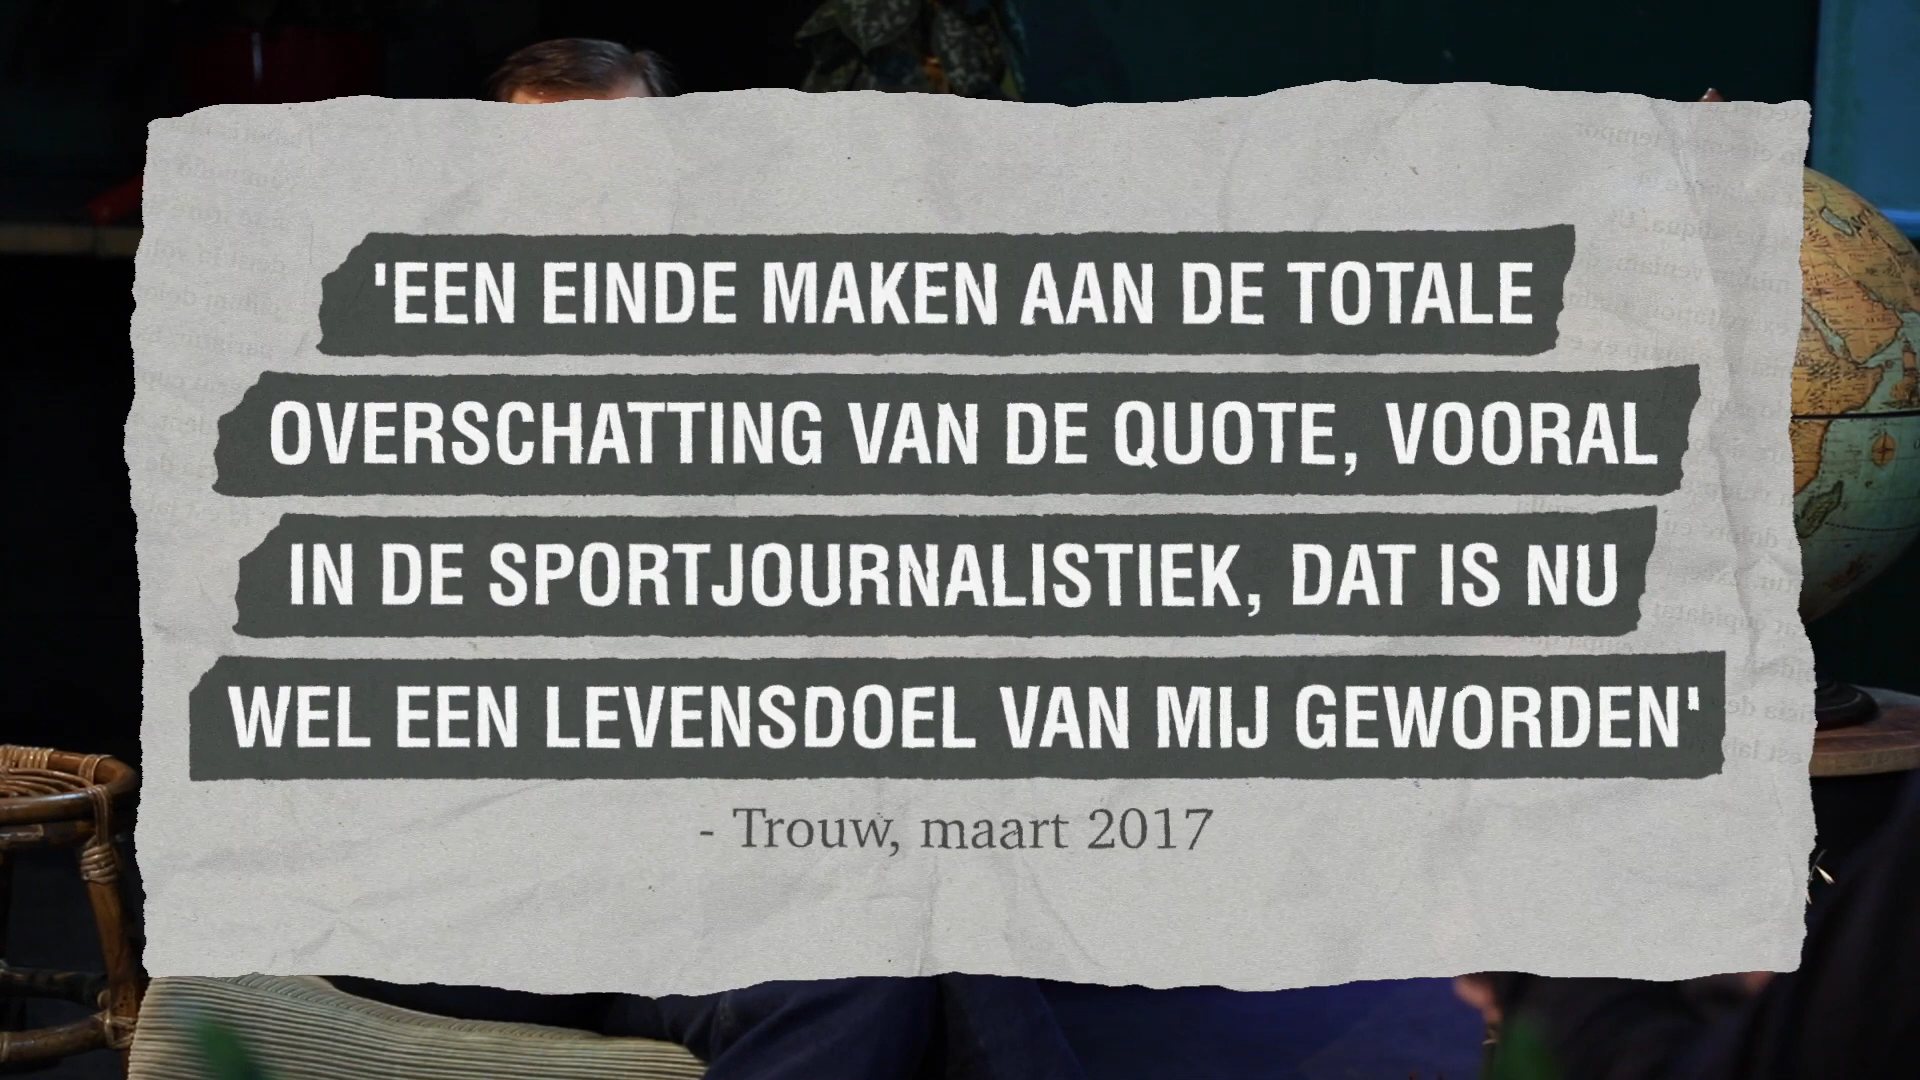 'EEN EINDE MAKEN AAN DE TOTALE
OVERSCHATTING VAN DE QUOTE, VOORAL
IN DE SPORTJOURNALISTIEK, DAT IS NU
WEL EEN LEVENSDOEL VAN MIJ GEWORDEN'
- Trouw, maart 2017